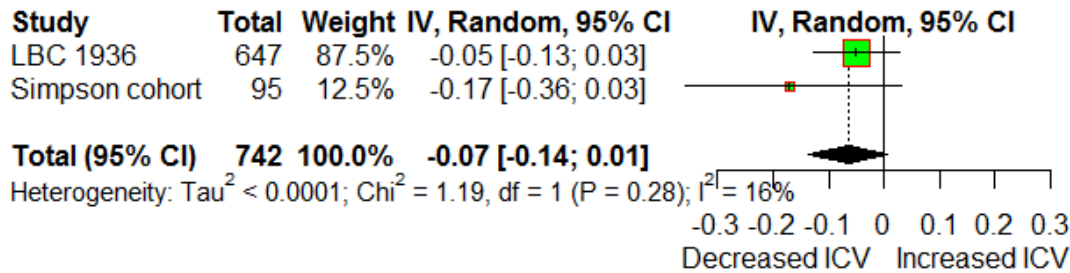 Study Total Weight IV, Random, 95% CI IV, Random, 95% CI
LBC 1936 647 87.5% -0.05 [-0.13; 0.03]
Simpson cohort 95 12.5% -0.17 [-0.36; 0.03]
Total (95% CI) 742 100.0% -0.07 [-0.14; 0.01]
Heterogeneity: Tau² < 0.0001; Chi² = 1.19, df = 1 (P = 0.28); I² = 16%
-0.3 -0.2 -0.1 0 0.1 0.2 0.3
Decreased ICV Increased ICV